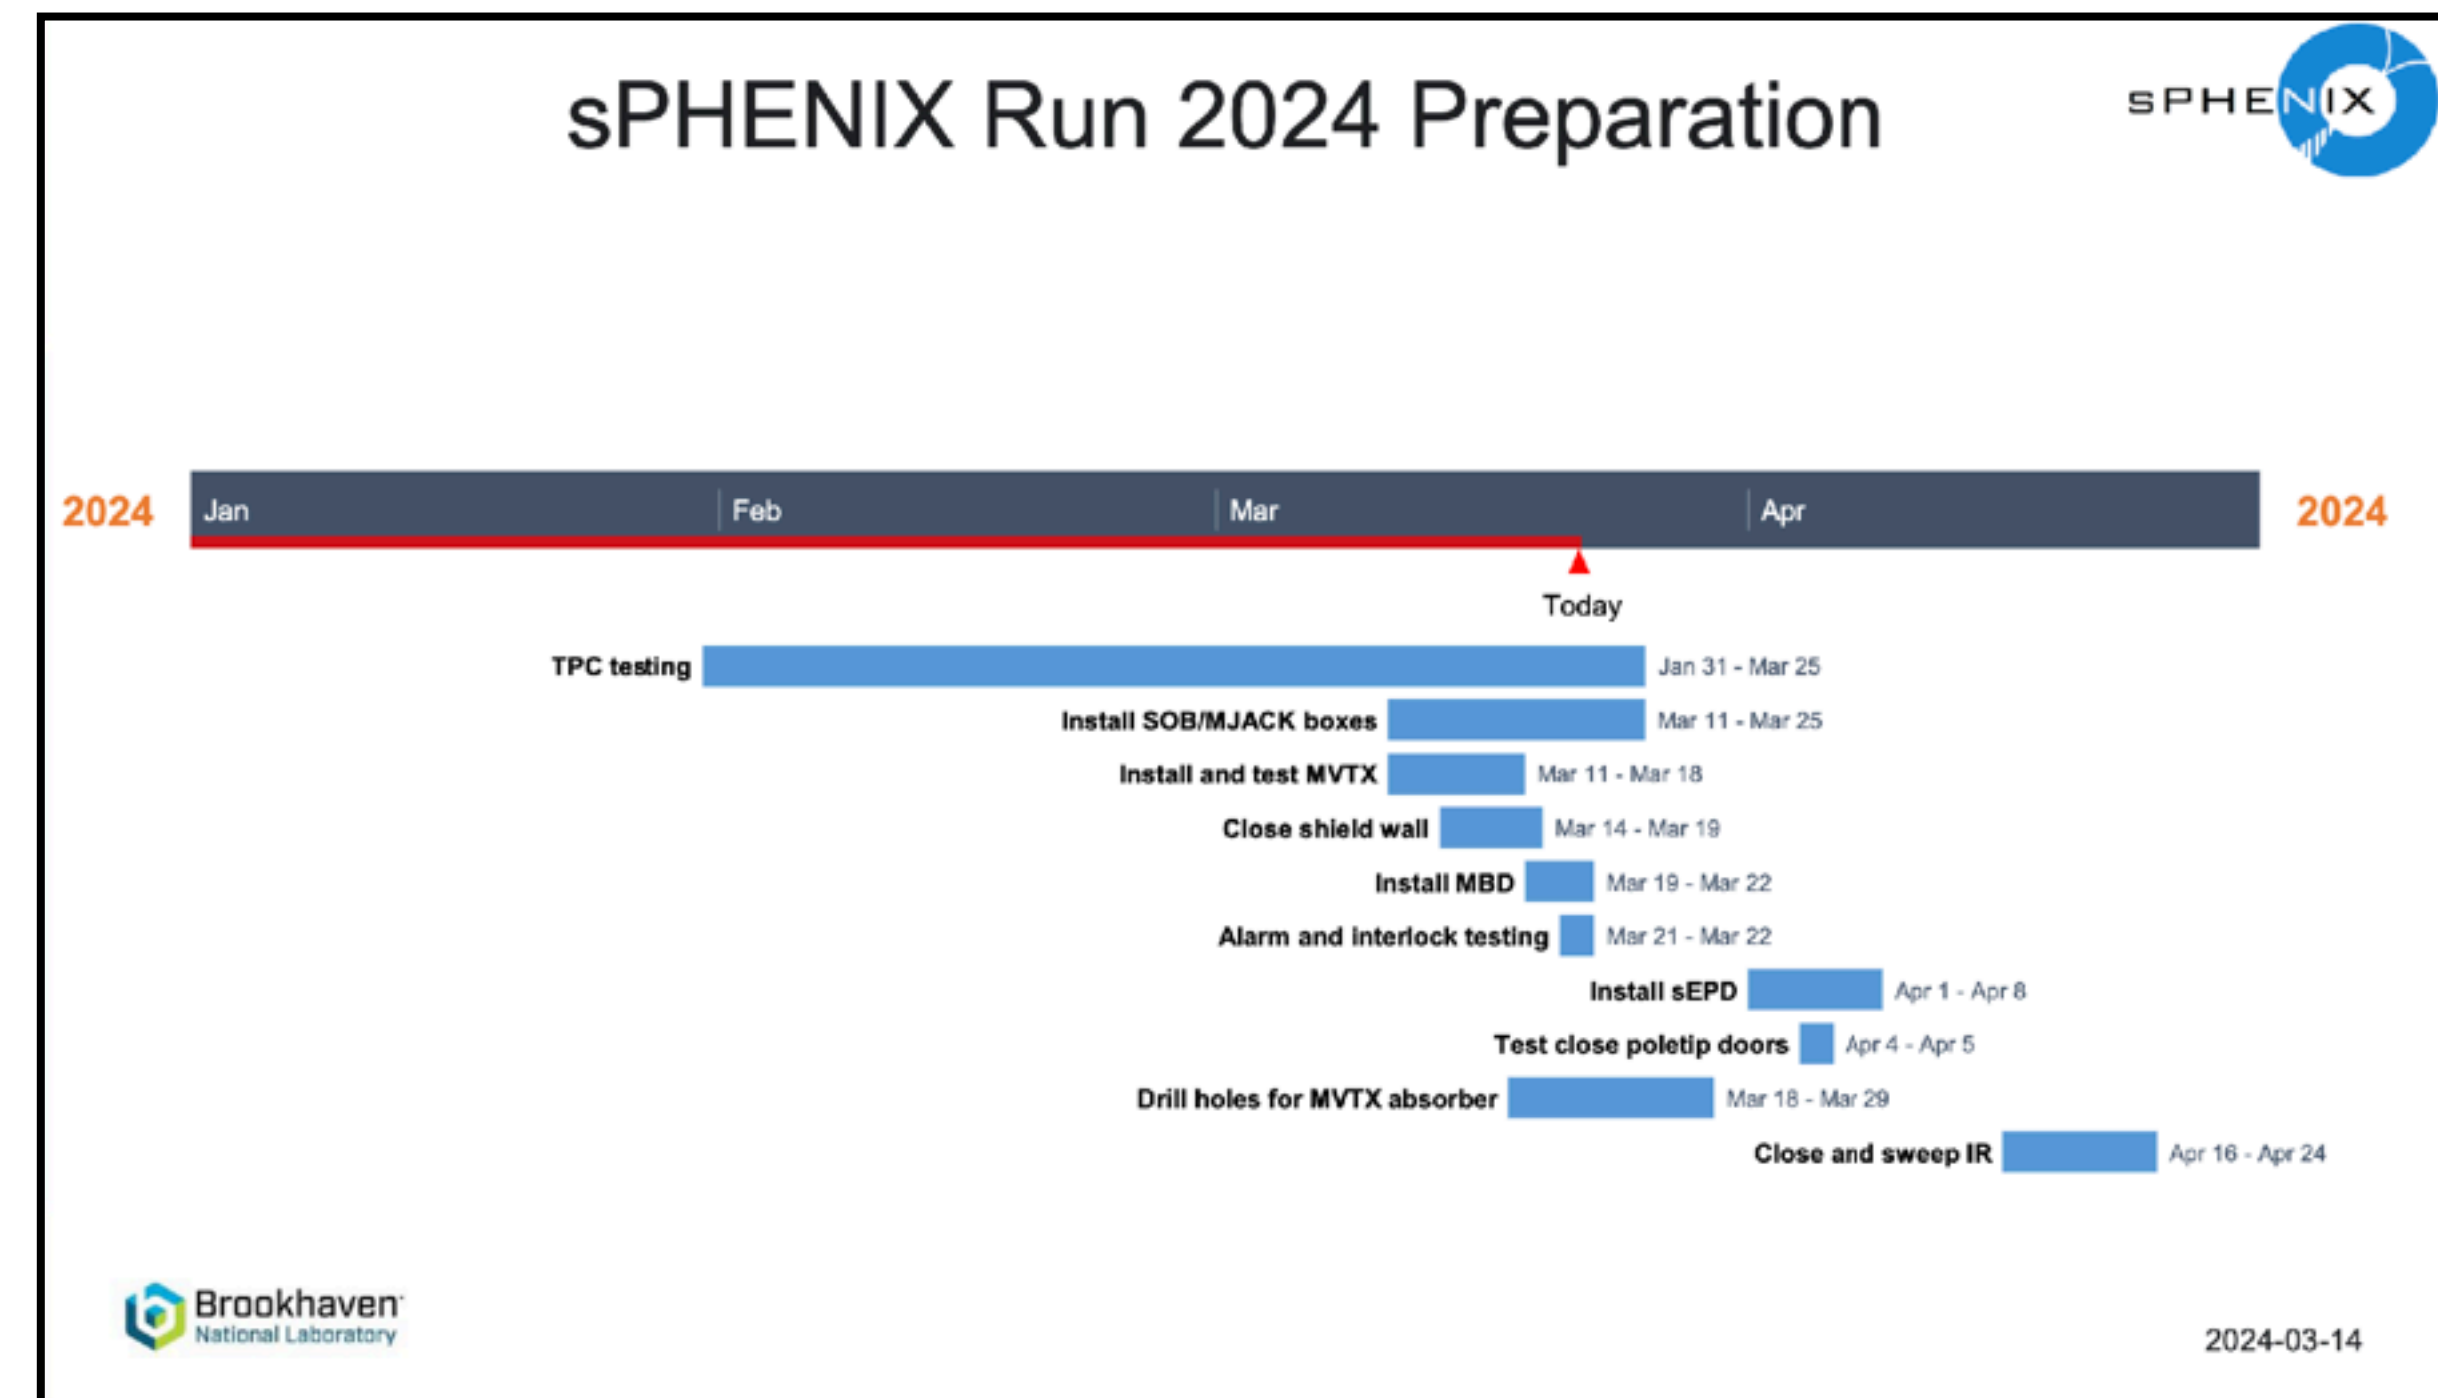 sPHENIX Run 2024 Preparation
sPHENIX
2024 Jan Feb Mar Apr 2024
Today
TPC testing Jan 31 - Mar 25
Install SOB/MJACK boxes Mar 11 - Mar 25
Install and test MVTX Mar 11 - Mar 18
Close shield wall Mar 14 - Mar 19
Install MBD Mar 19 - Mar 22
Alarm and interlock testing Mar 21 - Mar 22
Install sEPD Apr 1 - Apr 8
Test close poletip doors Apr 4 - Apr 5
Drill holes for MVTX absorber Mar 18 - Mar 29
Close and sweep IR Apr 16 - Apr 24
Brookhaven
National Laboratory
2024-03-14